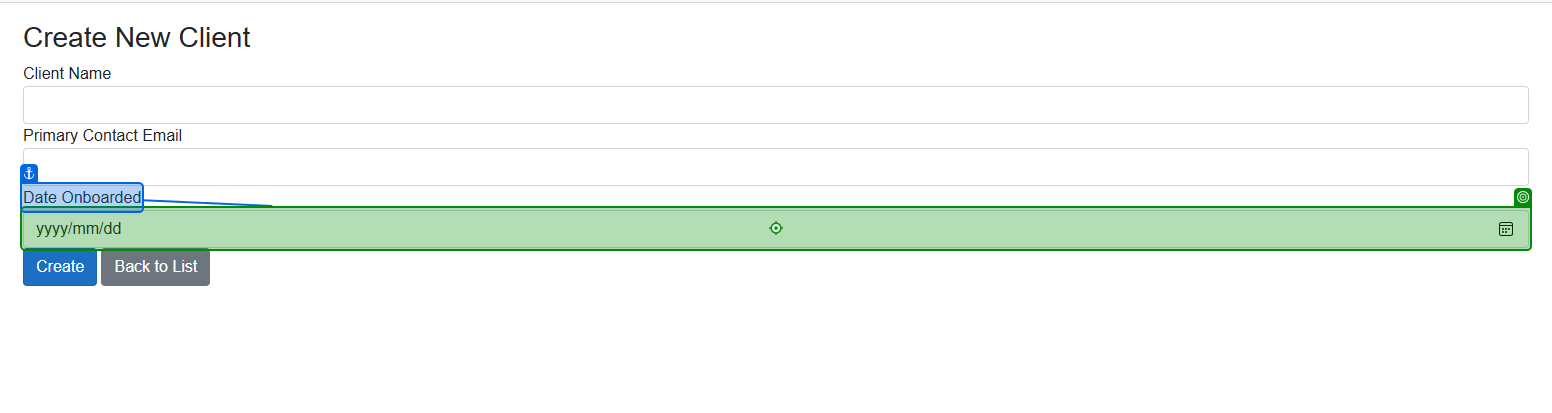 Create New Client
Client Name
Primary Contact Email
Date Onboarded
yyyy/mm/dd
Create Back to List